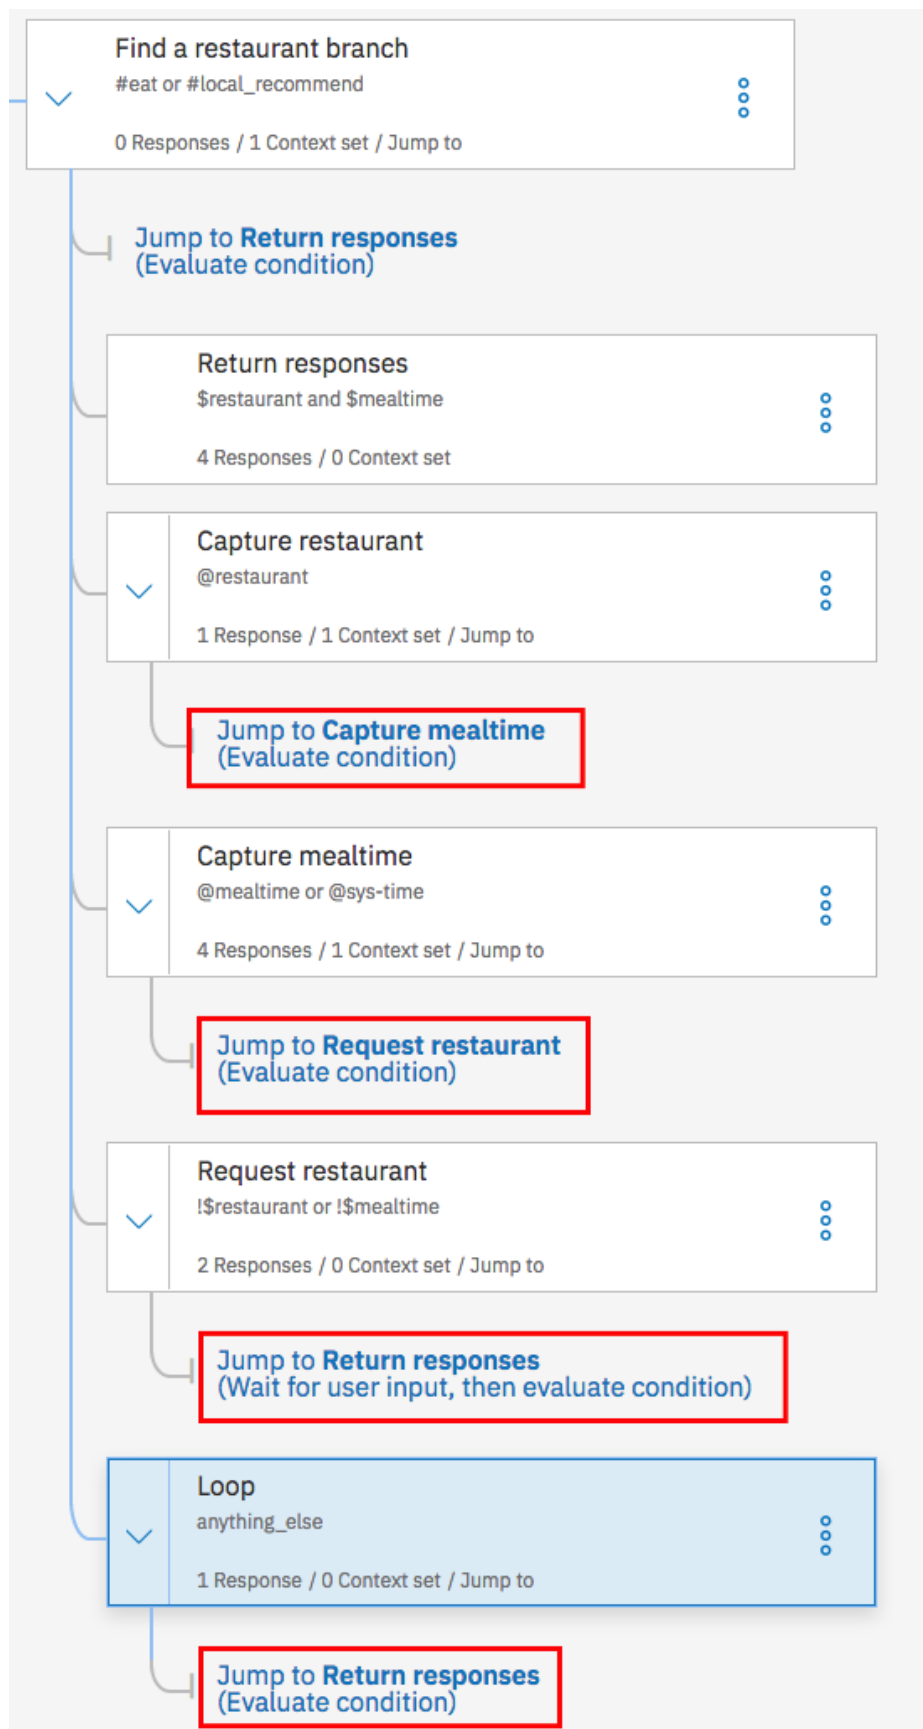 Find a restaurant branch
#eat or #local_recommend
0 Responses / 1 Context set / Jump to
Jump to Return responses
(Evaluate condition)
Return responses
$restaurant and $mealtime
4 Responses / 0 Context set
Capture restaurant
@restaurant
1 Response / 1 Context set / Jump to
Jump to Capture mealtime
(Evaluate condition)
Capture mealtime
@mealtime or @sys-time
4 Responses / 1 Context set / Jump to
Jump to Request restaurant
(Evaluate condition)
Request restaurant
!$restaurant or !$mealtime
2 Responses / 0 Context set / Jump to
Jump to Return responses
(Wait for user input, then evaluate condition)
Loop
anything_else
1 Response / 0 Context set / Jump to
Jump to Return responses
(Evaluate condition)